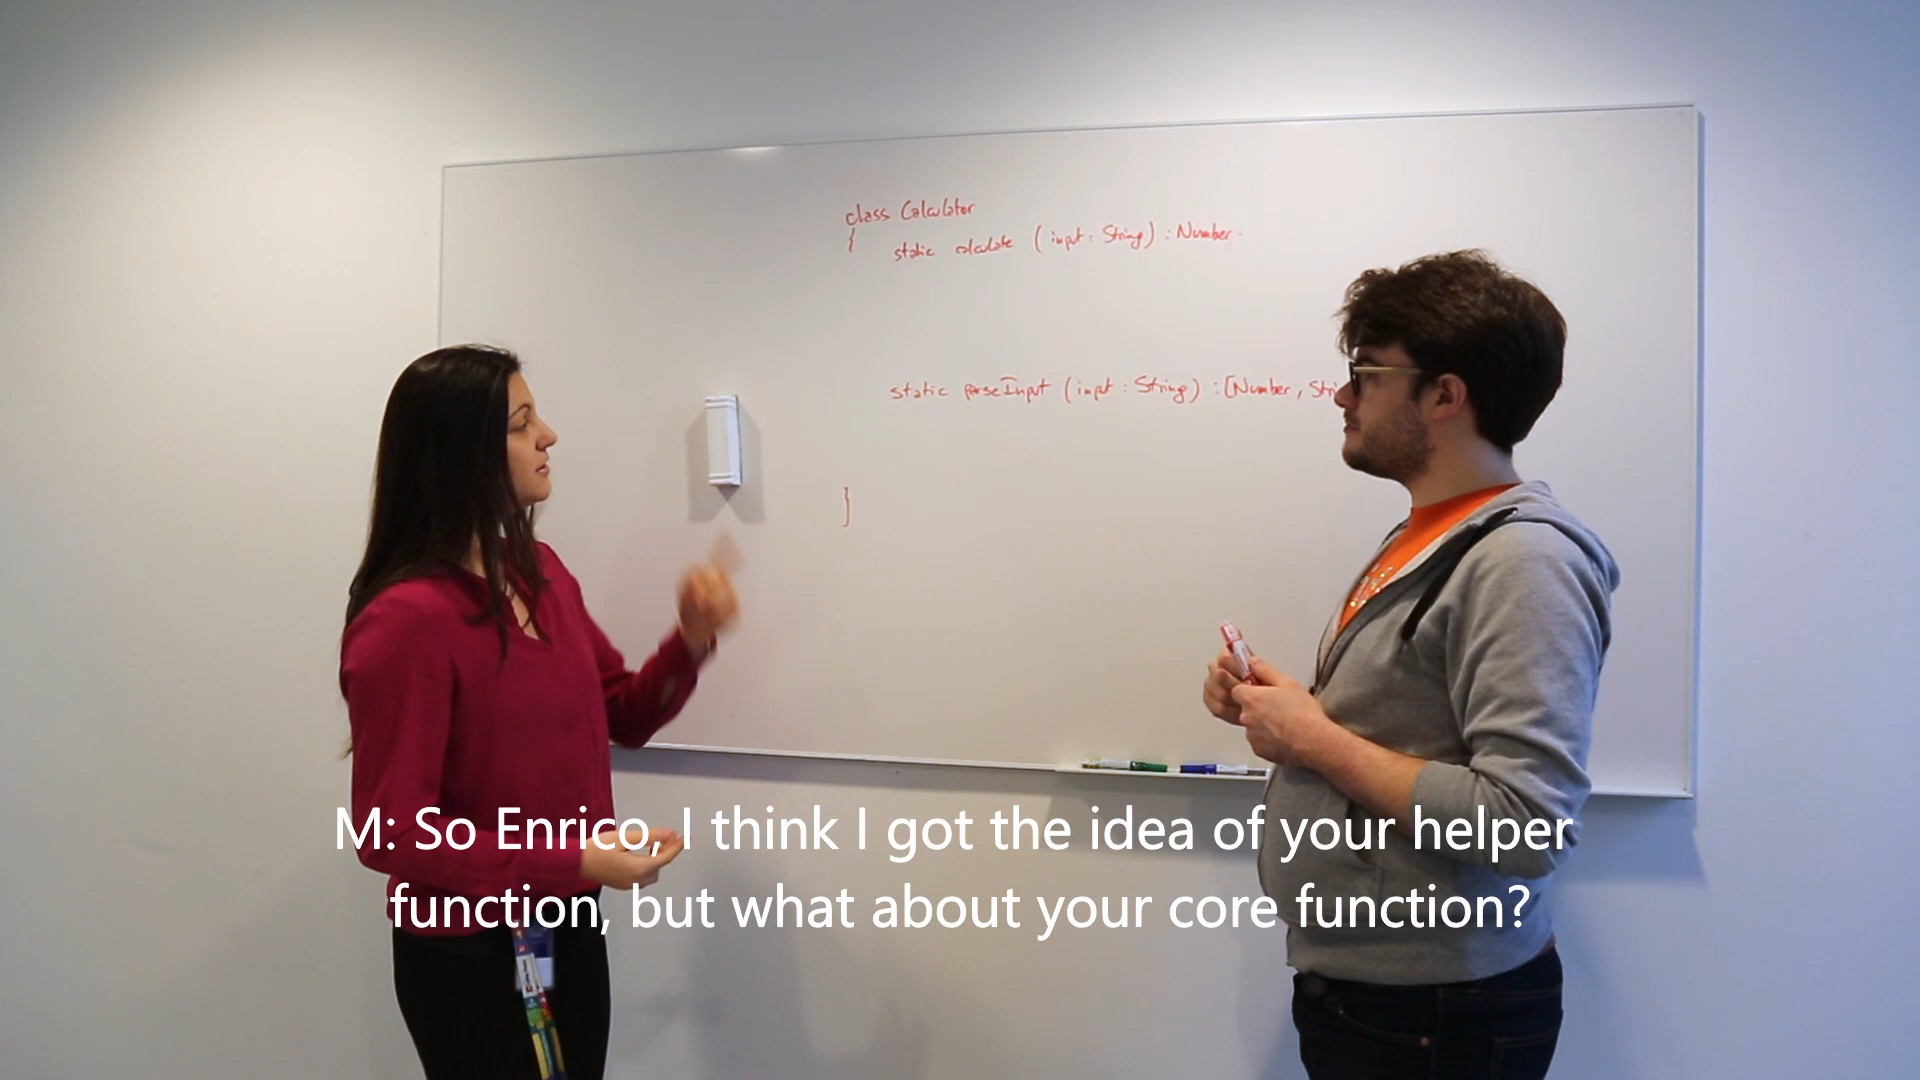 class Calculator
{ static calculate (input : String) : Number
static parseInput (input : String) : [Number, Stri
}
M: So Enrico, I think I got the idea of your helper
function, but what about your core function?